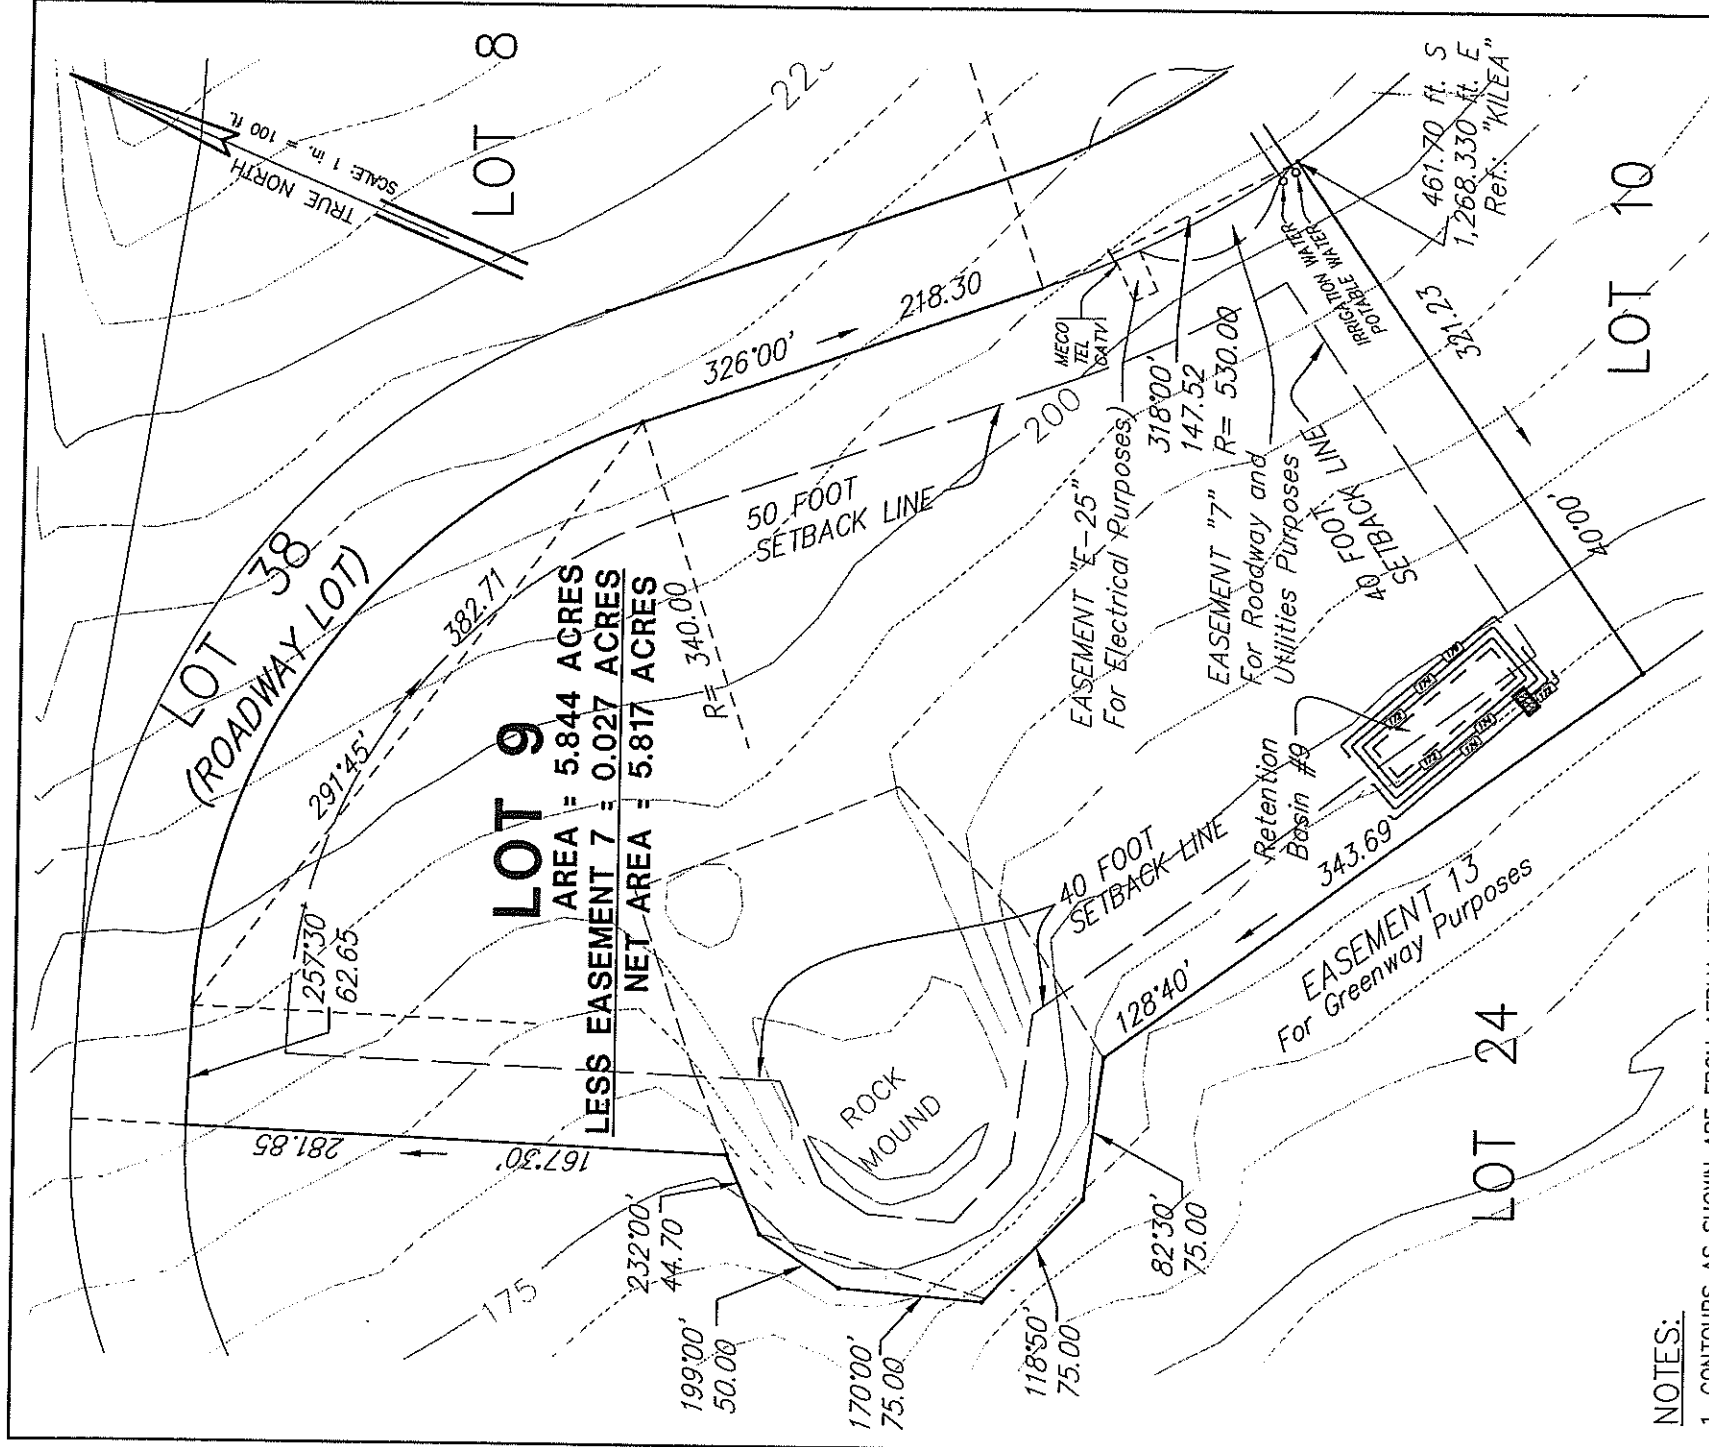 LOT 8
TRUE NORTH
SCALE: 1 in. = 100 ft.
LOT 38
(ROADWAY LOT)
326°00'
218.30
382.71
291°45'
257°30
62.65
LOT 9
AREA = 5.844 ACRES
LESS EASEMENT 7 = 0.027 ACRES
NET AREA = 5.817 ACRES
R= 340.00
50 FOOT
SETBACK LINE
200
MECO
TEL
CATV
EASEMENT "E-25"
For Electrical Purposes)
318°00'
147.52
R= 530.00
EASEMENT "7"
For Roadway and
Utilities Purposes
IRRIGATION WATER
POTABLE WATER
461.70 ft. S
1,268.330 ft. E
Ref.: "KILEA"
321.23
40°00'
LOT 10
40 FOOT
SETBACK LINE
Retention
Basin #9
343.69
128°40'
40 FOOT
SETBACK LINE
EASEMENT 13
For Greenway Purposes
LOT 24
ROCK
MOUND
281.85
167°30'
175
232°00'
44.70
199°00'
50.00
170°00'
75.00
118°50'
75.00
82°30'
75.00
NOTES: